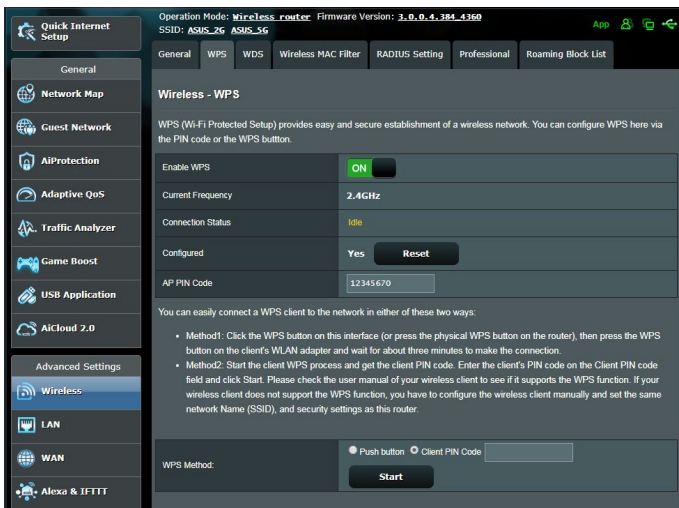 Quick Internet
Setup
General
Network Map
Guest Network
AiProtection
Adaptive QoS
Traffic Analyzer
Game Boost
USB Application
AiCloud 2.0
Advanced Settings
Wireless
LAN
WAN
Alexa & IFTTT
Operation Mode: Wireless router Firmware Version: 3.0.0.4.384_4360
SSID: ASUS_2G ASUS_5G
App
General WPS WDS Wireless MAC Filter RADIUS Setting Professional Roaming Block List
Wireless - WPS
WPS (Wi-Fi Protected Setup) provides easy and secure establishment of a wireless network. You can configure WPS here via
the PIN code or the WPS buttton.
Enable WPS ON
Current Frequency 2.4GHz
Connection Status Idle
Configured Yes Reset
AP PIN Code 12345670
You can easily connect a WPS client to the network in either of these two ways:
• Method1: Click the WPS button on this interface (or press the physical WPS button on the router), then press the WPS
button on the client's WLAN adapter and wait for about three minutes to make the connection.
• Method2: Start the client WPS process and get the client PIN code. Enter the client's PIN code on the Client PIN code
field and click Start. Please check the user manual of your wireless client to see if it supports the WPS function. If your
wireless client does not support the WPS function, you have to configure the wireless client manually and set the same
network Name (SSID), and security settings as this router.
WPS Method: Push button Client PIN Code
Start